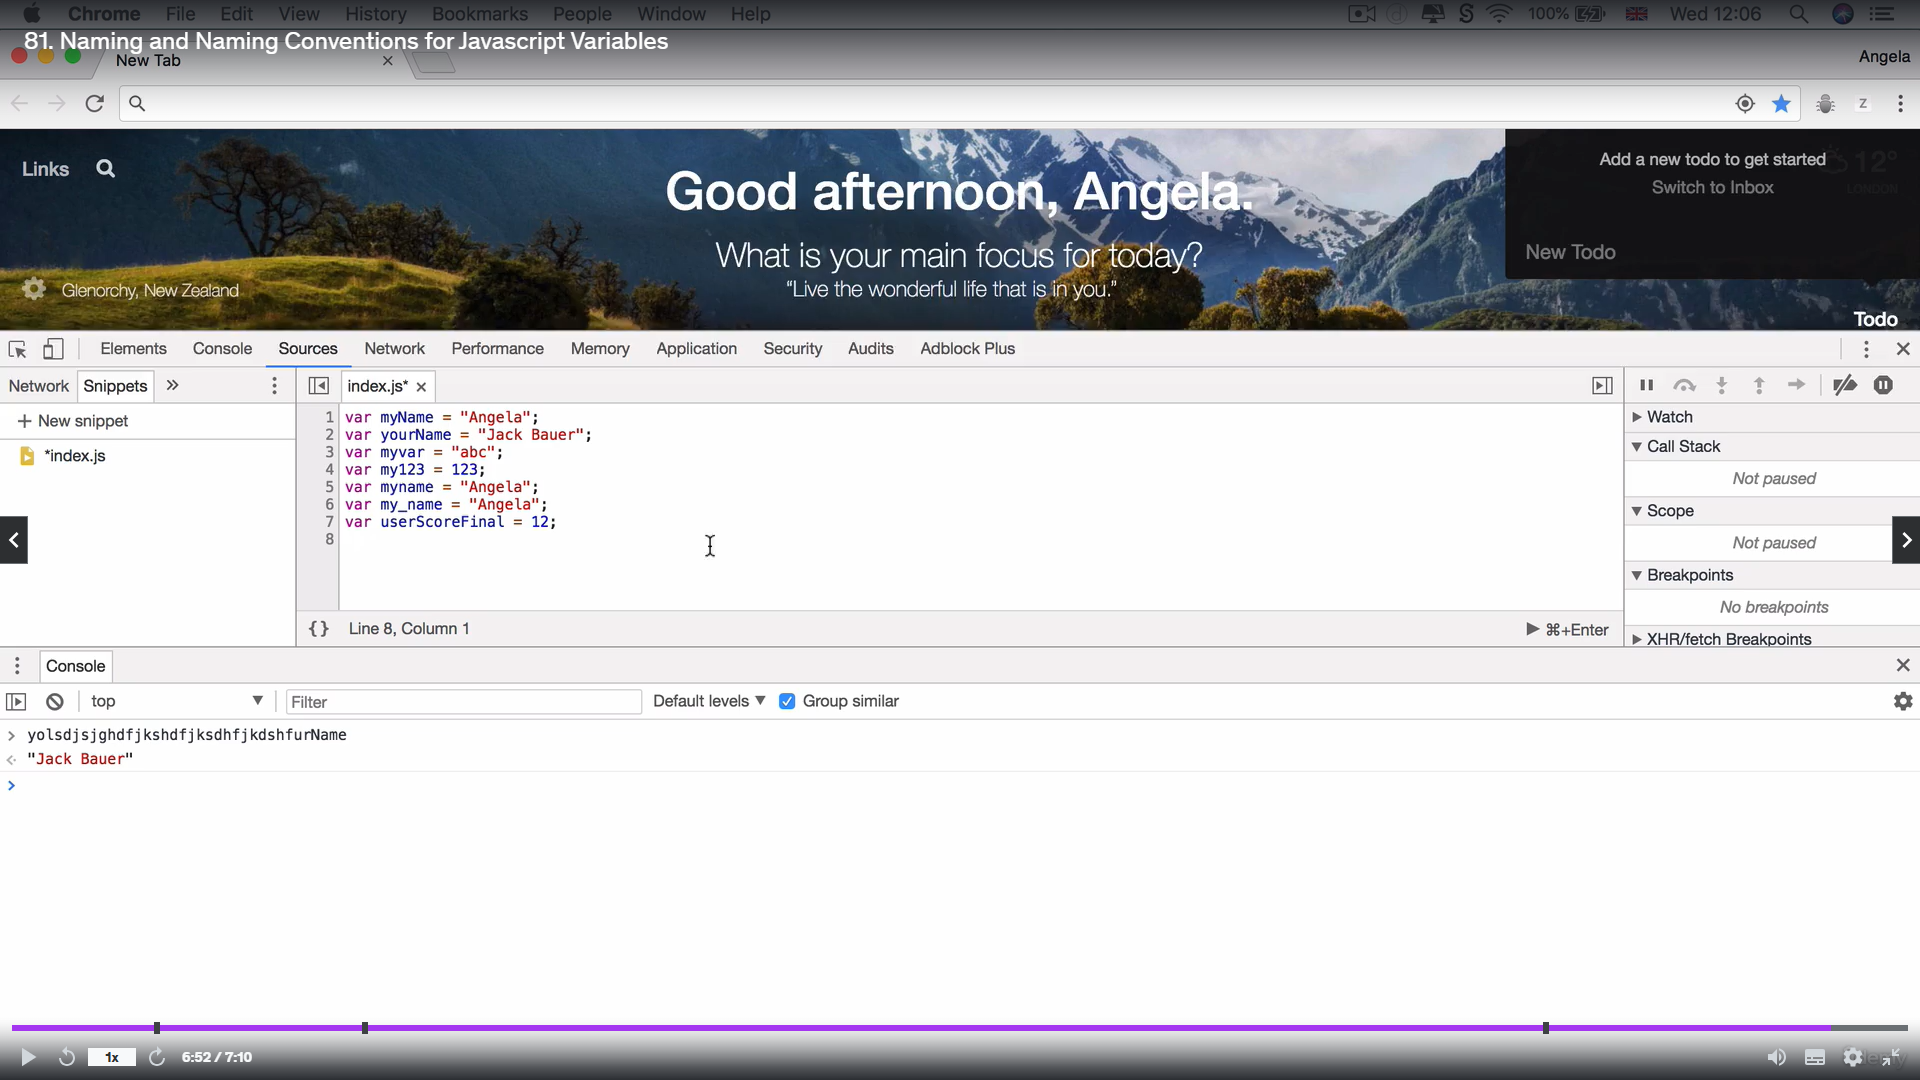 Chrome File Edit View History Bookmarks People Window Help 100% Wed 12:06
81. Naming and Naming Conventions for Javascript Variables
New Tab
Angela
Z
Links
Good afternoon, Angela.
What is your main focus for today?
“Live the wonderful life that is in you.”
Glenorchy, New Zealand
Add a new todo to get started
12°
LONDON
Switch to Inbox
New Todo
Todo
Elements Console Sources Network Performance Memory Application Security Audits Adblock Plus
Network Snippets »
index.js*
+ New snippet
*index.js
1 var myName = "Angela";
2 var yourName = "Jack Bauer";
3 var myvar = "abc";
4 var my123 = 123;
5 var myname = "Angela";
6 var my_name = "Angela";
7 var userScoreFinal = 12;
8
{} Line 8, Column 1
⌘+Enter
Watch
Call Stack
Not paused
Scope
Not paused
Breakpoints
No breakpoints
XHR/fetch Breakpoints
Console
top
Filter
Default levels
Group similar
> yolsdjsjghdfjkshdfjksdhfjkdshfurName
"Jack Bauer"
>
1x
6:52 / 7:10